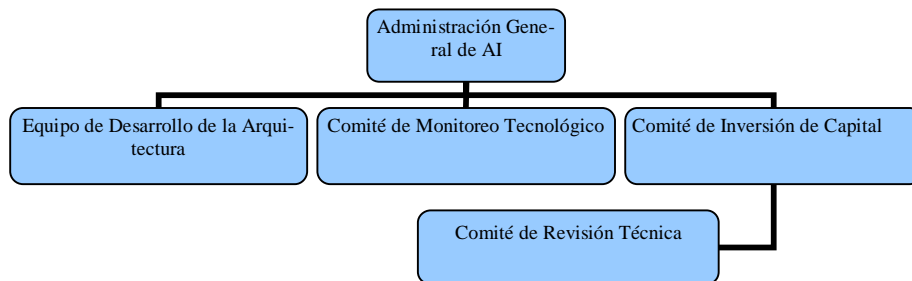 Administración Gene-
ral de AI
Equipo de Desarrollo de la Arqui-
tectura
Comité de Monitoreo Tecnológico
Comité de Inversión de Capital
Comité de Revisión Técnica